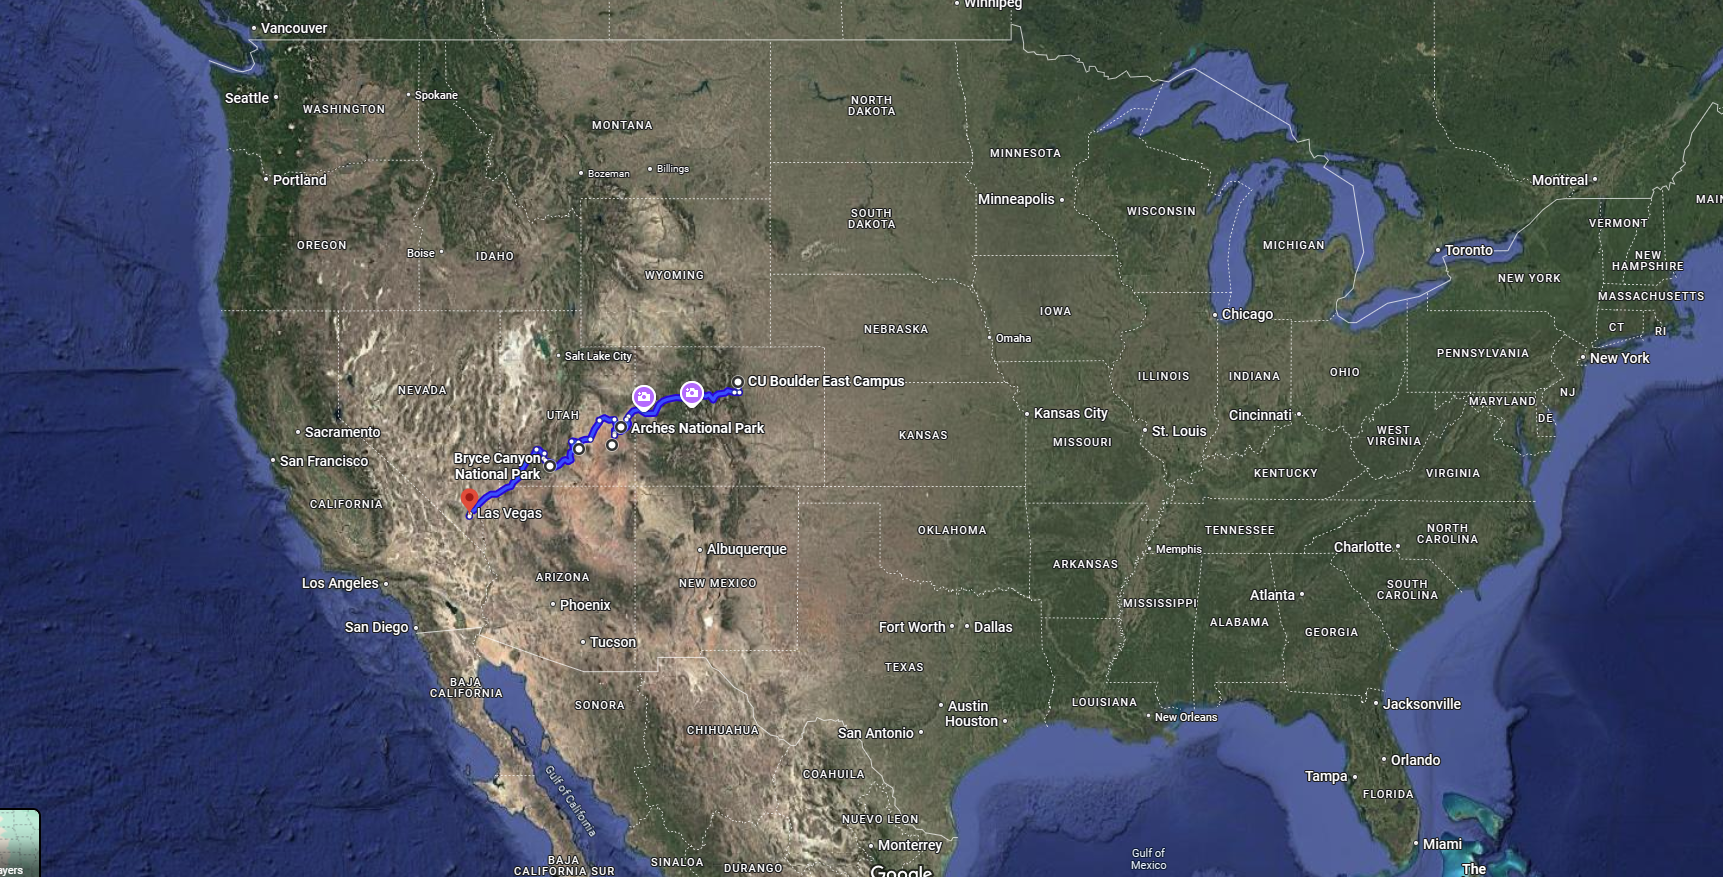 Winnipeg
Vancouver
Seattle
WASHINGTON
Spokane
NORTH
DAKOTA
MONTANA
MINNESOTA
Bozeman
Billings
Portland
Montreal
MAIN
Minneapolis
SOUTH
DAKOTA
WISCONSIN
VERMONT
OREGON
Boise
IDAHO
MICHIGAN
Toronto
NEW
HAMPSHIRE
WYOMING
NEW YORK
MASSACHUSETTS
IOWA
Chicago
NEBRASKA
CT
RI
Omaha
Salt Lake City
PENNSYLVANIA
New York
ILLINOIS
INDIANA
OHIO
CU Boulder East Campus
NEVADA
NJ
MARYLAND
UTAH
Kansas City
Cincinnati
DE
Sacramento
Arches National Park
KANSAS
MISSOURI
St. Louis
WEST
VIRGINIA
San Francisco
Bryce Canyon
National Park
KENTUCKY
VIRGINIA
CALIFORNIA
Las Vegas
OKLAHOMA
TENNESSEE
NORTH
CAROLINA
Albuquerque
Memphis
Charlotte
Los Angeles
ARIZONA
NEW MEXICO
ARKANSAS
SOUTH
CAROLINA
Phoenix
MISSISSIPPI
Atlanta
San Diego
Tucson
Fort Worth
Dallas
ALABAMA
GEORGIA
TEXAS
BAJA
CALIFORNIA
SONORA
Austin
Houston
LOUISIANA
New Orleans
Jacksonville
CHIHUAHUA
San Antonio
Gulf of California
COAHUILA
Orlando
Tampa
FLORIDA
NUEVO LEON
Monterrey
Gulf of
Mexico
Miami
BAJA
CALIFORNIA SUR
SINALOA
DURANGO
Google
The
ayers